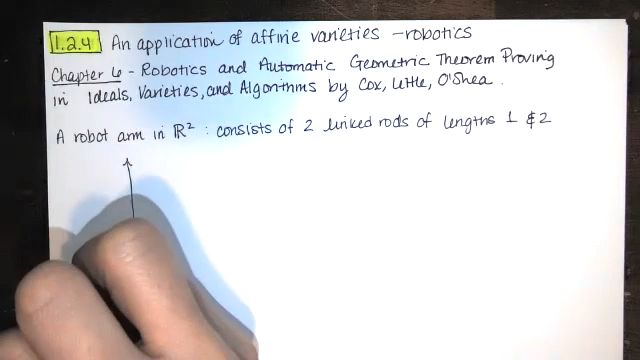 1.2.4 An application of affine varieties - robotics
Chapter 6 - Robotics and Automatic Geometric Theorem Proving
in Ideals, Varieties, and Algorithms by Cox, Little, O'Shea.
A robot arm in ℝ² : consists of 2 linked rods of lengths 1 & 2